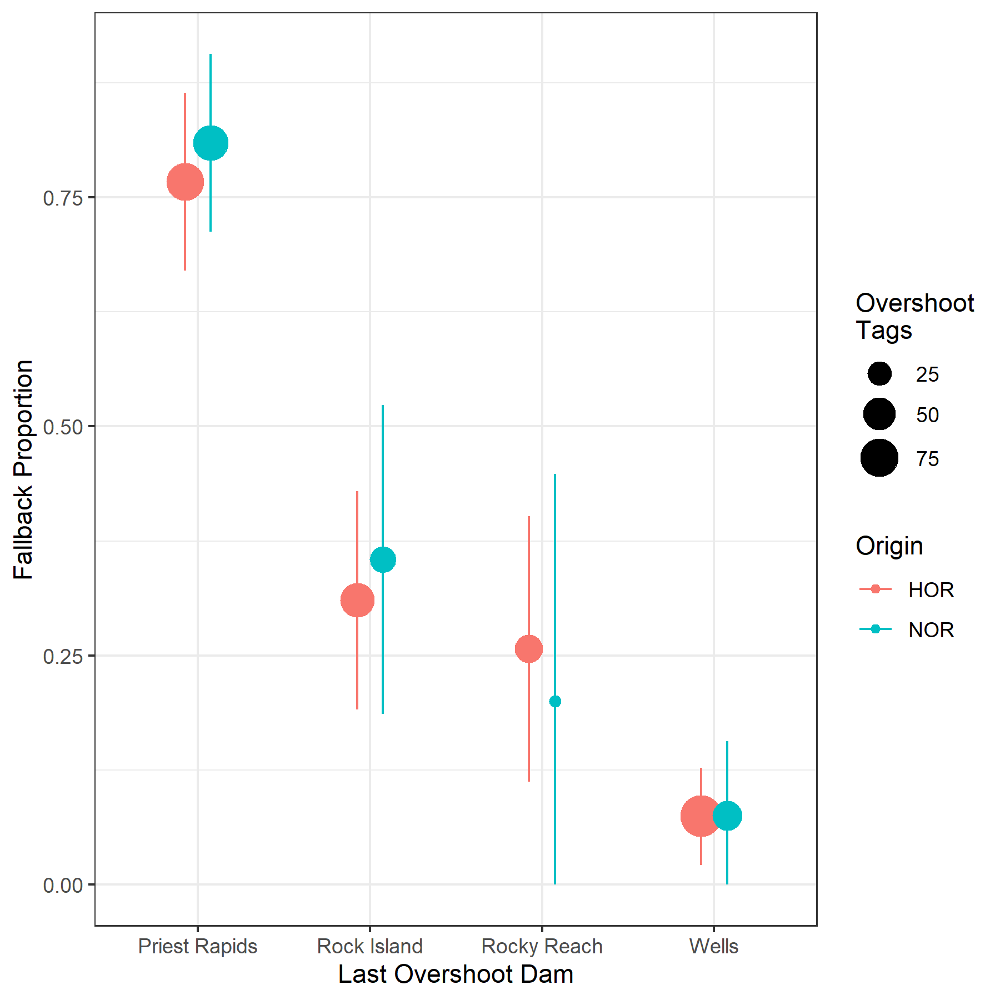 Fallback Proportion
0.75
0.50
0.25
0.00
Priest Rapids
Rock Island
Rocky Reach
Wells
Last Overshoot Dam
Overshoot
Tags
25
50
75
Origin
HOR
NOR